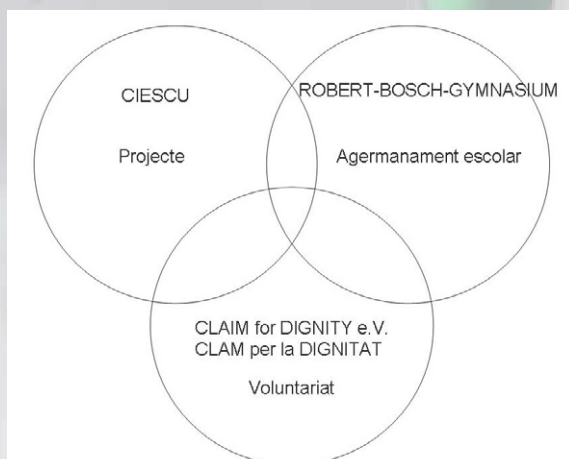 CIESCU
Projecte
ROBERT-BOSCH-GYMNASIUM
Agermanament escolar
CLAIM for DIGNITY e.V.
CLAM per la DIGNITAT
Voluntariat